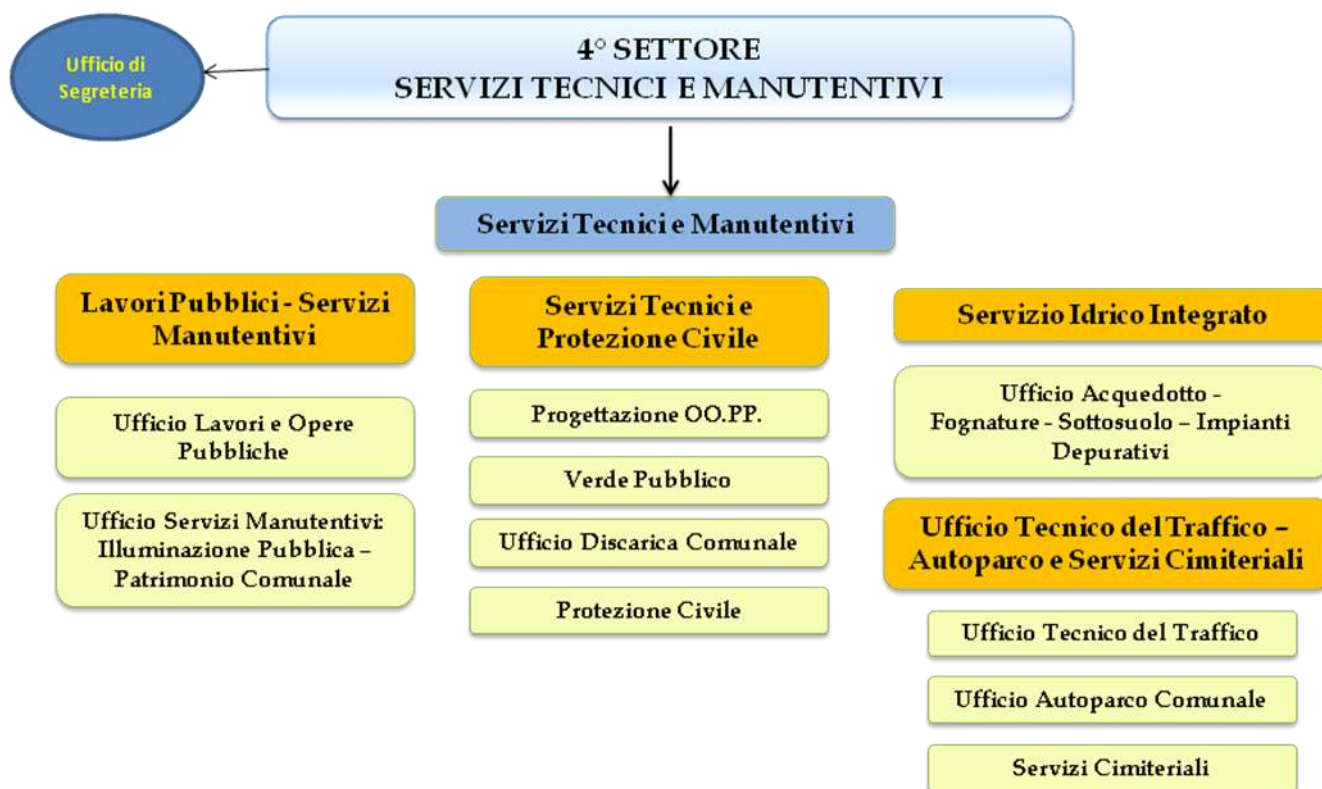 Ufficio di
Segreteria
4° SETTORE
SERVIZI TECNICI E MANUTENTIVI
Servizi Tecnici e Manutentivi
Lavori Pubblici - Servizi
Manutentivi
Ufficio Lavori e Opere
Pubbliche
Ufficio Servizi Manutentivi:
Illuminazione Pubblica –
Patrimonio Comunale
Servizi Tecnici e
Protezione Civile
Progettazione OO.PP.
Verde Pubblico
Ufficio Discarica Comunale
Protezione Civile
Servizio Idrico Integrato
Ufficio Acquedotto -
Fognature - Sottosuolo – Impianti
Depurativi
Ufficio Tecnico del Traffico –
Autoparco e Servizi Cimiteriali
Ufficio Tecnico del Traffico
Ufficio Autoparco Comunale
Servizi Cimiteriali